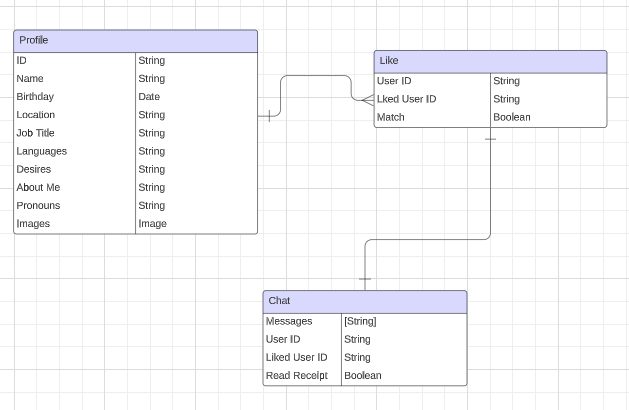 Profile
ID String
Name String
Birthday Date
Location String
Job Title String
Languages String
Desires String
About Me String
Pronouns String
Images Image
Like
User ID String
Lked User ID String
Match Boolean
Chat
Messages [String]
User ID String
Liked User ID String
Read Receipt Boolean